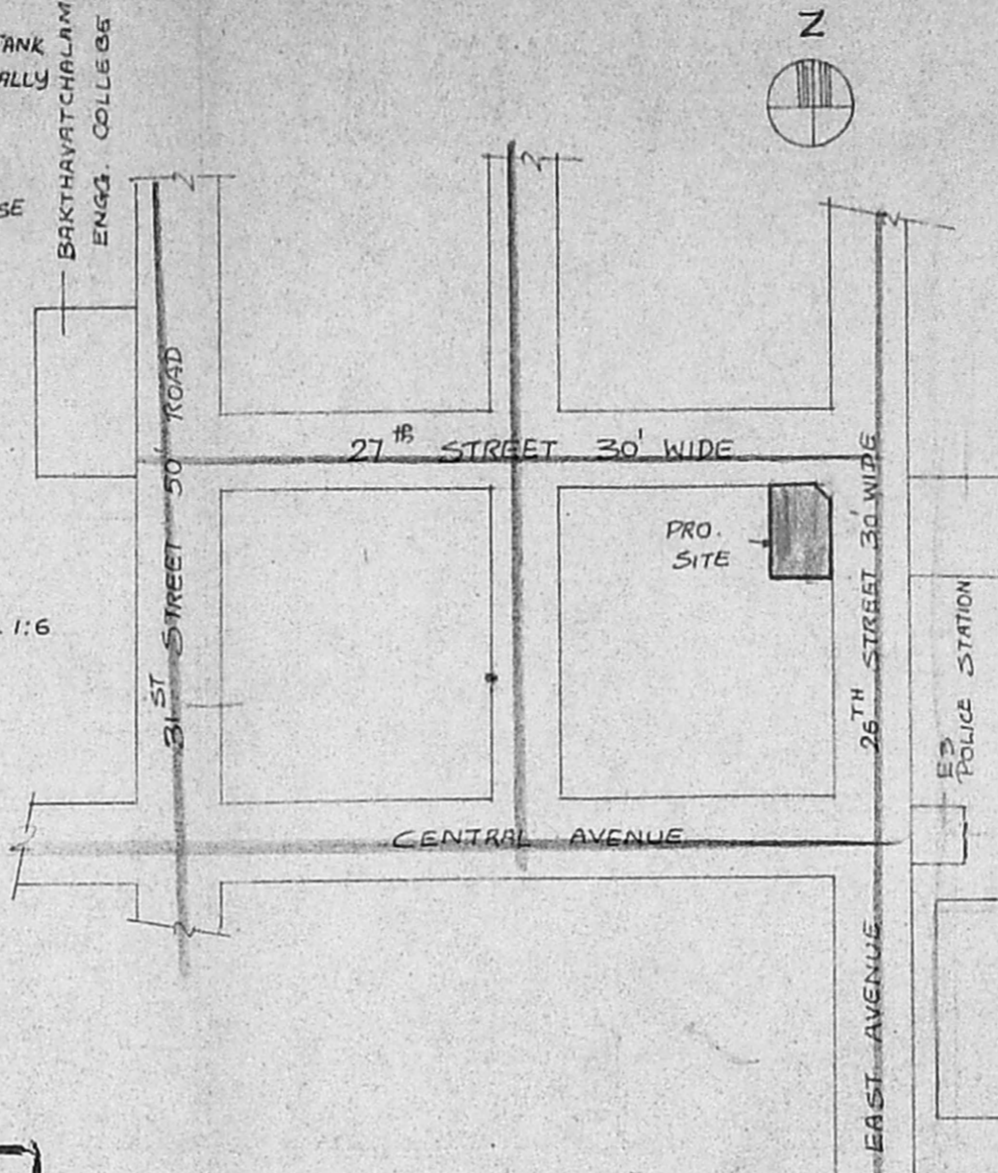 TANK
ALLY
SE
BAKTHAVATCHALAM
ENGG. COLLEGE
N
27th STREET 30' WIDE
31ST STREET 50' ROAD
PRO.
SITE
26TH STREET 30' WIDE
1:6
E3
POLICE STATION
CENTRAL AVENUE
EAST AVENUE